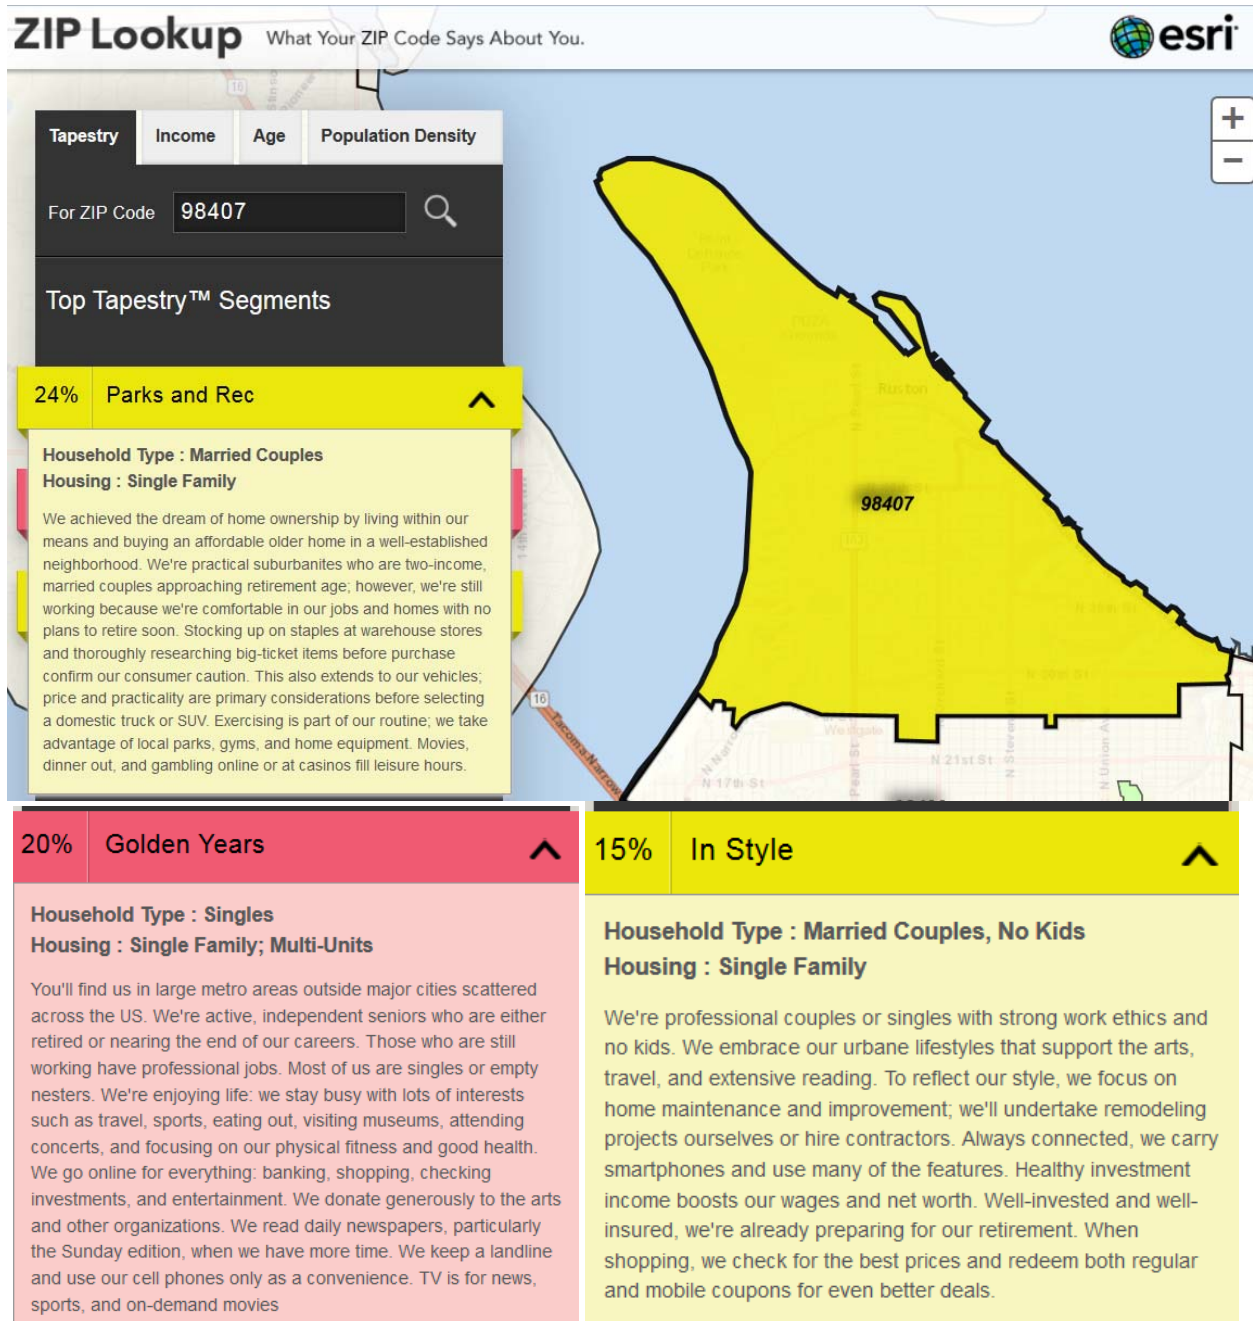 ZIP Lookup What Your ZIP Code Says About You.
esri
Tapestry Income Age Population Density
For ZIP Code 98407
Top Tapestry™ Segments
24% Parks and Rec
Household Type : Married Couples
Housing : Single Family
We achieved the dream of home ownership by living within our
means and buying an affordable older home in a well-established
neighborhood. We're practical suburbanites who are two-income,
married couples approaching retirement age; however, we're still
working because we're comfortable in our jobs and homes with no
plans to retire soon. Stocking up on staples at warehouse stores
and thoroughly researching big-ticket items before purchase
confirm our consumer caution. This also extends to our vehicles;
price and practicality are primary considerations before selecting
a domestic truck or SUV. Exercising is part of our routine; we take
advantage of local parks, gyms, and home equipment. Movies,
dinner out, and gambling online or at casinos fill leisure hours.
16
Defiance
Park
Ruston
98407
163
N 21st St
N 17th St
Pearl St
N Stevens St
N Union Av
16
Tacoma Narrow
20% Golden Years
Household Type : Singles
Housing : Single Family; Multi-Units
You'll find us in large metro areas outside major cities scattered
across the US. We're active, independent seniors who are either
retired or nearing the end of our careers. Those who are still
working have professional jobs. Most of us are singles or empty
nesters. We're enjoying life: we stay busy with lots of interests
such as travel, sports, eating out, visiting museums, attending
concerts, and focusing on our physical fitness and good health.
We go online for everything: banking, shopping, checking
investments, and entertainment. We donate generously to the arts
and other organizations. We read daily newspapers, particularly
the Sunday edition, when we have more time. We keep a landline
and use our cell phones only as a convenience. TV is for news,
sports, and on-demand movies
15% In Style
Household Type : Married Couples, No Kids
Housing : Single Family
We're professional couples or singles with strong work ethics and
no kids. We embrace our urbane lifestyles that support the arts,
travel, and extensive reading. To reflect our style, we focus on
home maintenance and improvement; we'll undertake remodeling
projects ourselves or hire contractors. Always connected, we carry
smartphones and use many of the features. Healthy investment
income boosts our wages and net worth. Well-invested and well-
insured, we're already preparing for our retirement. When
shopping, we check for the best prices and redeem both regular
and mobile coupons for even better deals.